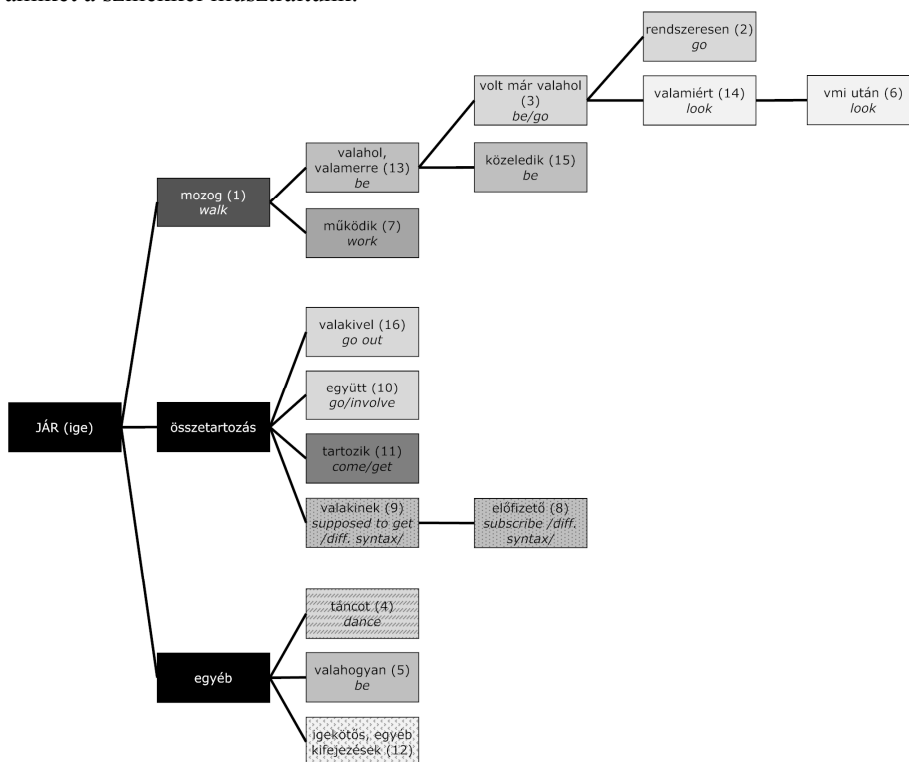 rendszeresen (2)
go
volt már valahol
(3)
be/go
valamiért (14)
look
vmi után (6)
look
valahol,
valamerre (13)
be
közeledik (15)
be
mozog (1)
walk
működik (7)
work
valakivel (16)
go out
együtt (10)
go/involve
JÁR (ige)
összetartozás
tartozik (11)
come/get
valakinek (9)
supposed to get
/diff. syntax/
előfizető (8)
subscribe /diff.
syntax/
táncot (4)
dance
egyéb
valahogyan (5)
be
igekötős, egyéb
kifejezések (12)